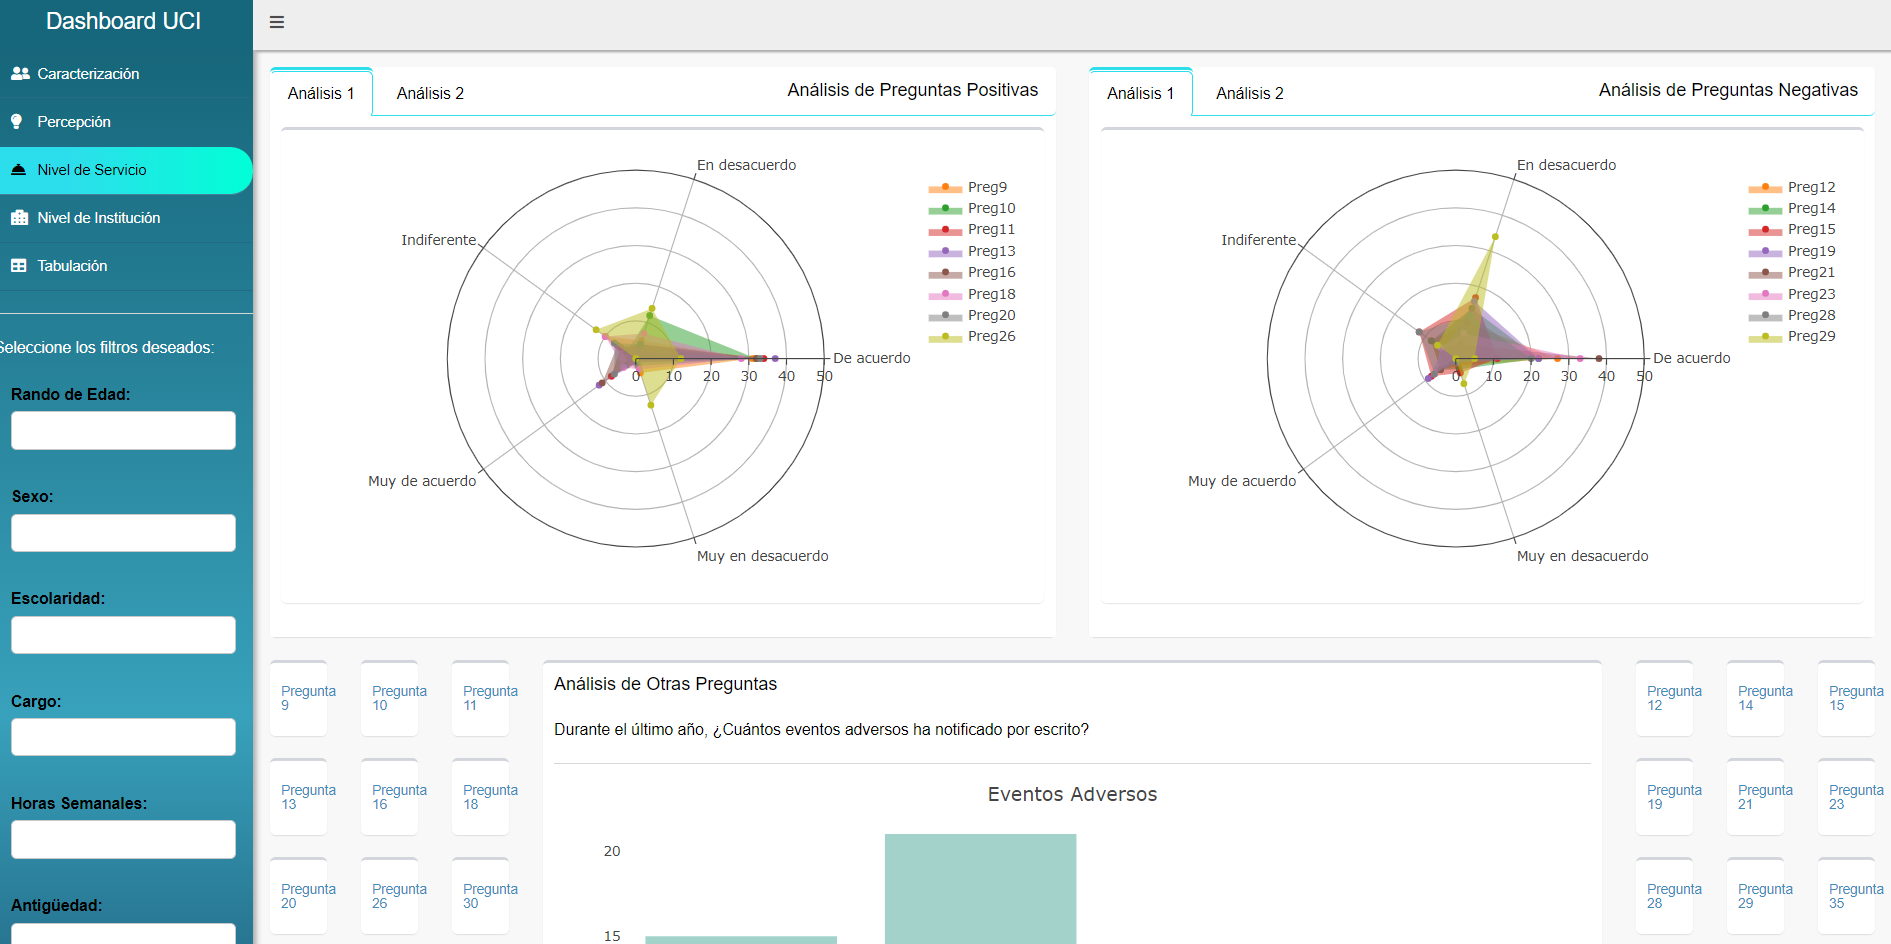 Dashboard UCI
Caracterización
Percepción
Nivel de Servicio
Nivel de Institución
Tabulación
Seleccione los filtros deseados:
Rando de Edad:
Sexo:
Escolaridad:
Cargo:
Horas Semanales:
Antigüedad:
Análisis 1
Análisis 2
Análisis de Preguntas Positivas
En desacuerdo
Indiferente
De acuerdo
0 10 20 30 40 50
Muy de acuerdo
Muy en desacuerdo
Preg9
Preg10
Preg11
Preg13
Preg16
Preg18
Preg20
Preg26
Análisis 1
Análisis 2
Análisis de Preguntas Negativas
En desacuerdo
Indiferente
De acuerdo
0 10 20 30 40 50
Muy de acuerdo
Muy en desacuerdo
Preg12
Preg14
Preg15
Preg19
Preg21
Preg23
Preg28
Preg29
Pregunta
9
Pregunta
10
Pregunta
11
Pregunta
13
Pregunta
16
Pregunta
18
Pregunta
20
Pregunta
26
Pregunta
30
Análisis de Otras Preguntas
Durante el último año, ¿Cuántos eventos adversos ha notificado por escrito?
Eventos Adversos
20
15
Pregunta
12
Pregunta
14
Pregunta
15
Pregunta
19
Pregunta
21
Pregunta
23
Pregunta
28
Pregunta
29
Pregunta
35